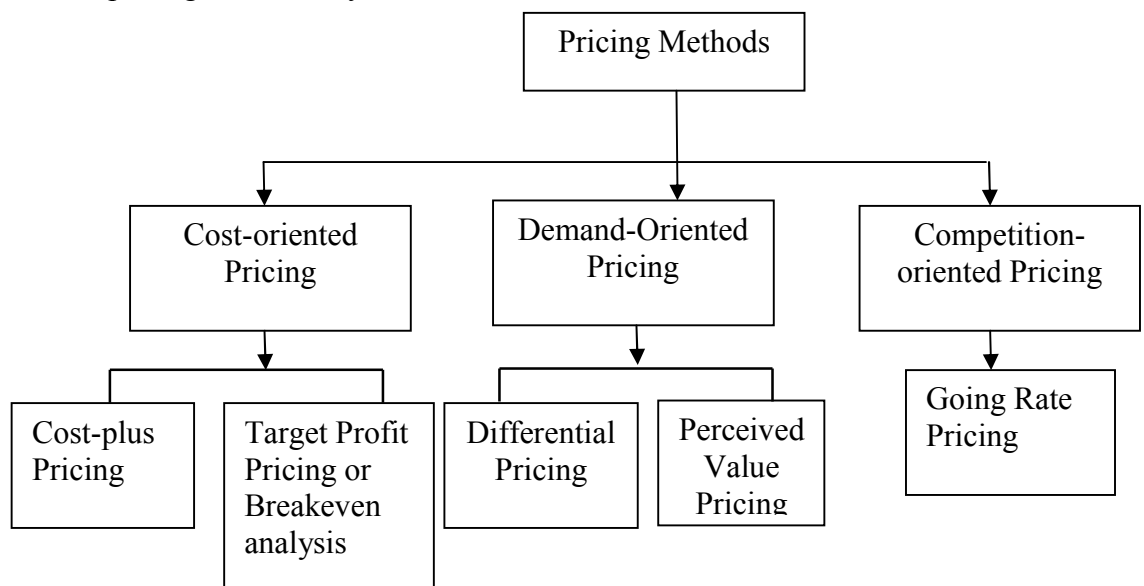 Pricing Methods
Cost-oriented
Pricing
Demand-Oriented
Pricing
Competition-
oriented Pricing
Cost-plus
Pricing
Target Profit
Pricing or
Breakeven
analysis
Differential
Pricing
Perceived
Value
Pricing
Going Rate
Pricing